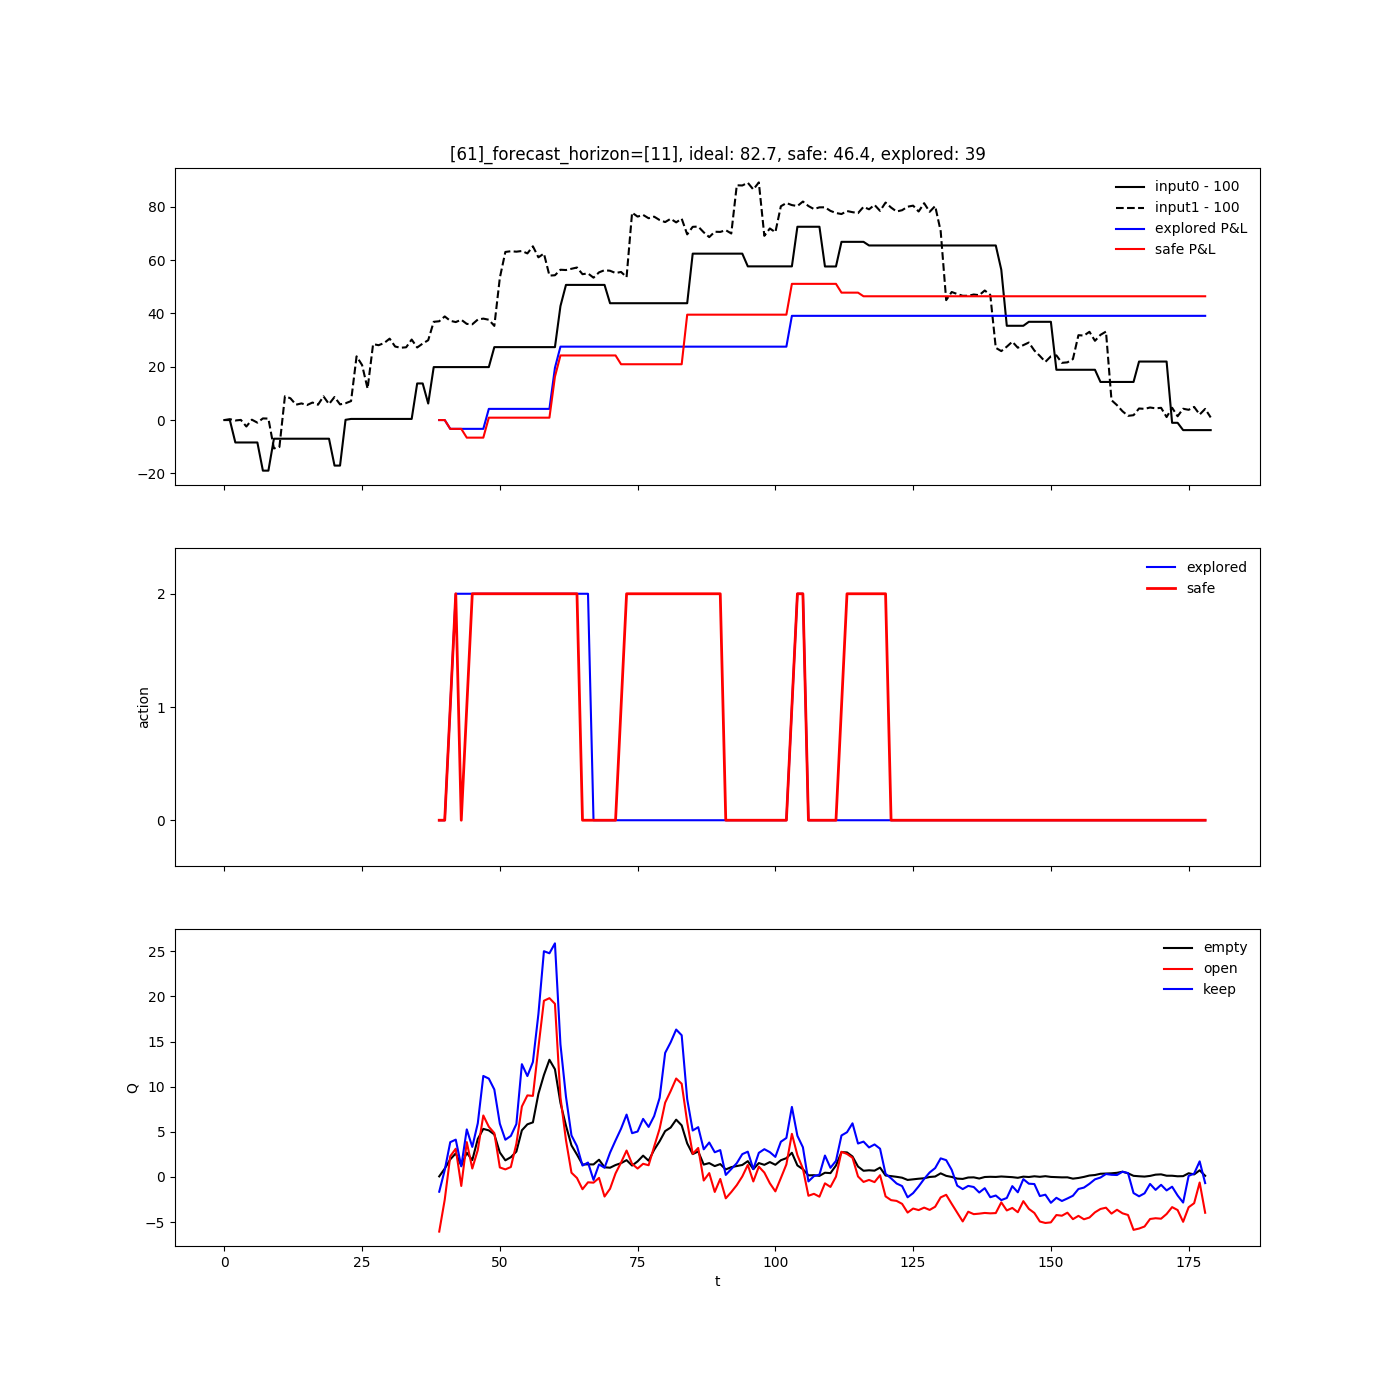 [61]_forecast_horizon=[11], ideal: 82.7, safe: 46.4, explored: 39
80
60
40
20
0
−20
input0 - 100
input1 - 100
explored P&L
safe P&L
2
1
0
action
explored
safe
25
20
15
10
5
0
−5
Q
empty
open
keep
0 25 50 75 100 125 150 175
t